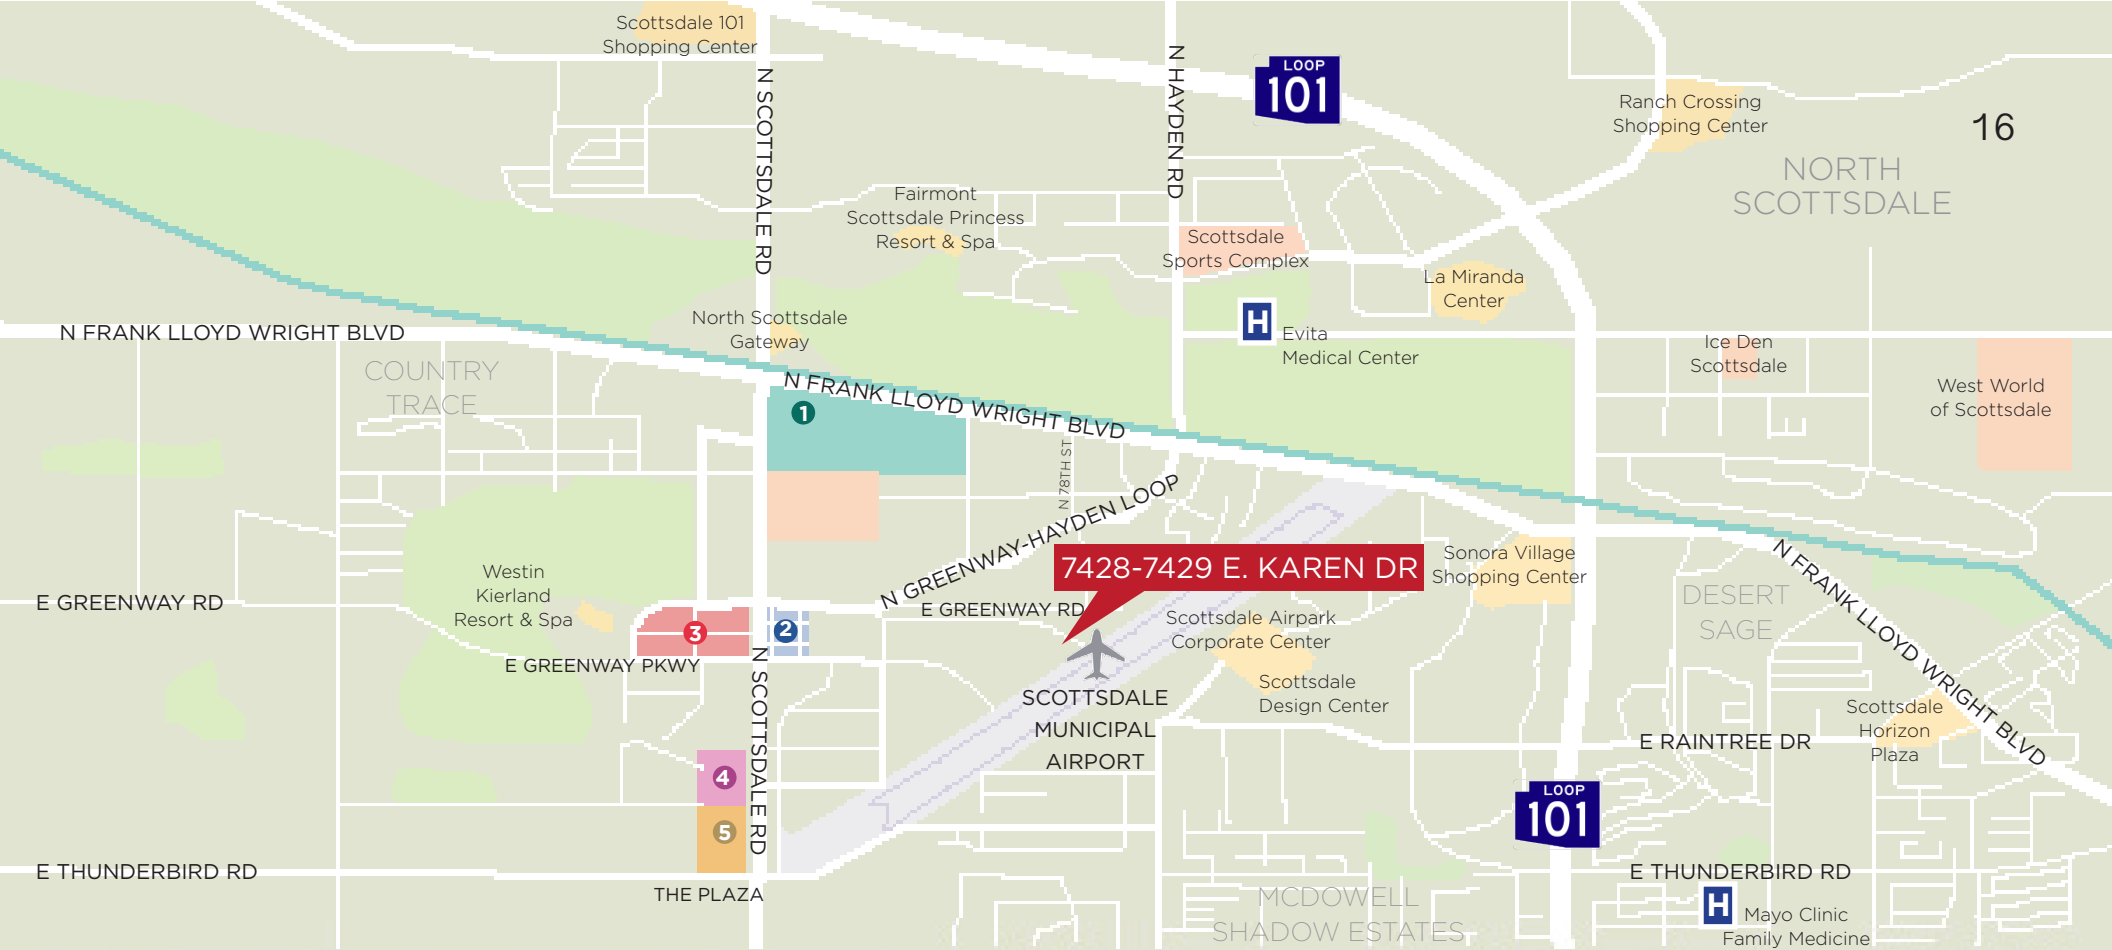 Scottsdale 101
Shopping Center
N SCOTTSDALE RD
N HAYDEN RD
LOOP
101
Ranch Crossing
Shopping Center
16
NORTH
SCOTTSDALE
Fairmont
Scottsdale Princess
Resort & Spa
Scottsdale
Sports Complex
La Miranda
Center
N FRANK LLOYD WRIGHT BLVD
North Scottsdale
Gateway
H
Evita
Medical Center
Ice Den
Scottsdale
West World
of Scottsdale
COUNTRY
TRACE
N FRANK LLOYD WRIGHT BLVD
1
N 78TH ST
N GREENWAY-HAYDEN LOOP
7428-7429 E. KAREN DR
Sonora Village
Shopping Center
N FRANK LLOYD WRIGHT BLVD
DESERT
SAGE
Westin
Kierland
Resort & Spa
E GREENWAY RD
E GREENWAY RD
3
2
Scottsdale Airpark
Corporate Center
E GREENWAY PKWY
N SCOTTSDALE RD
SCOTTSDALE
MUNICIPAL
AIRPORT
Scottsdale
Design Center
Scottsdale
Horizon
Plaza
E RAINTREE DR
4
5
LOOP
101
E THUNDERBIRD RD
THE PLAZA
E THUNDERBIRD RD
MCDOWELL
SHADOW ESTATES
H
Mayo Clinic
Family Medicine